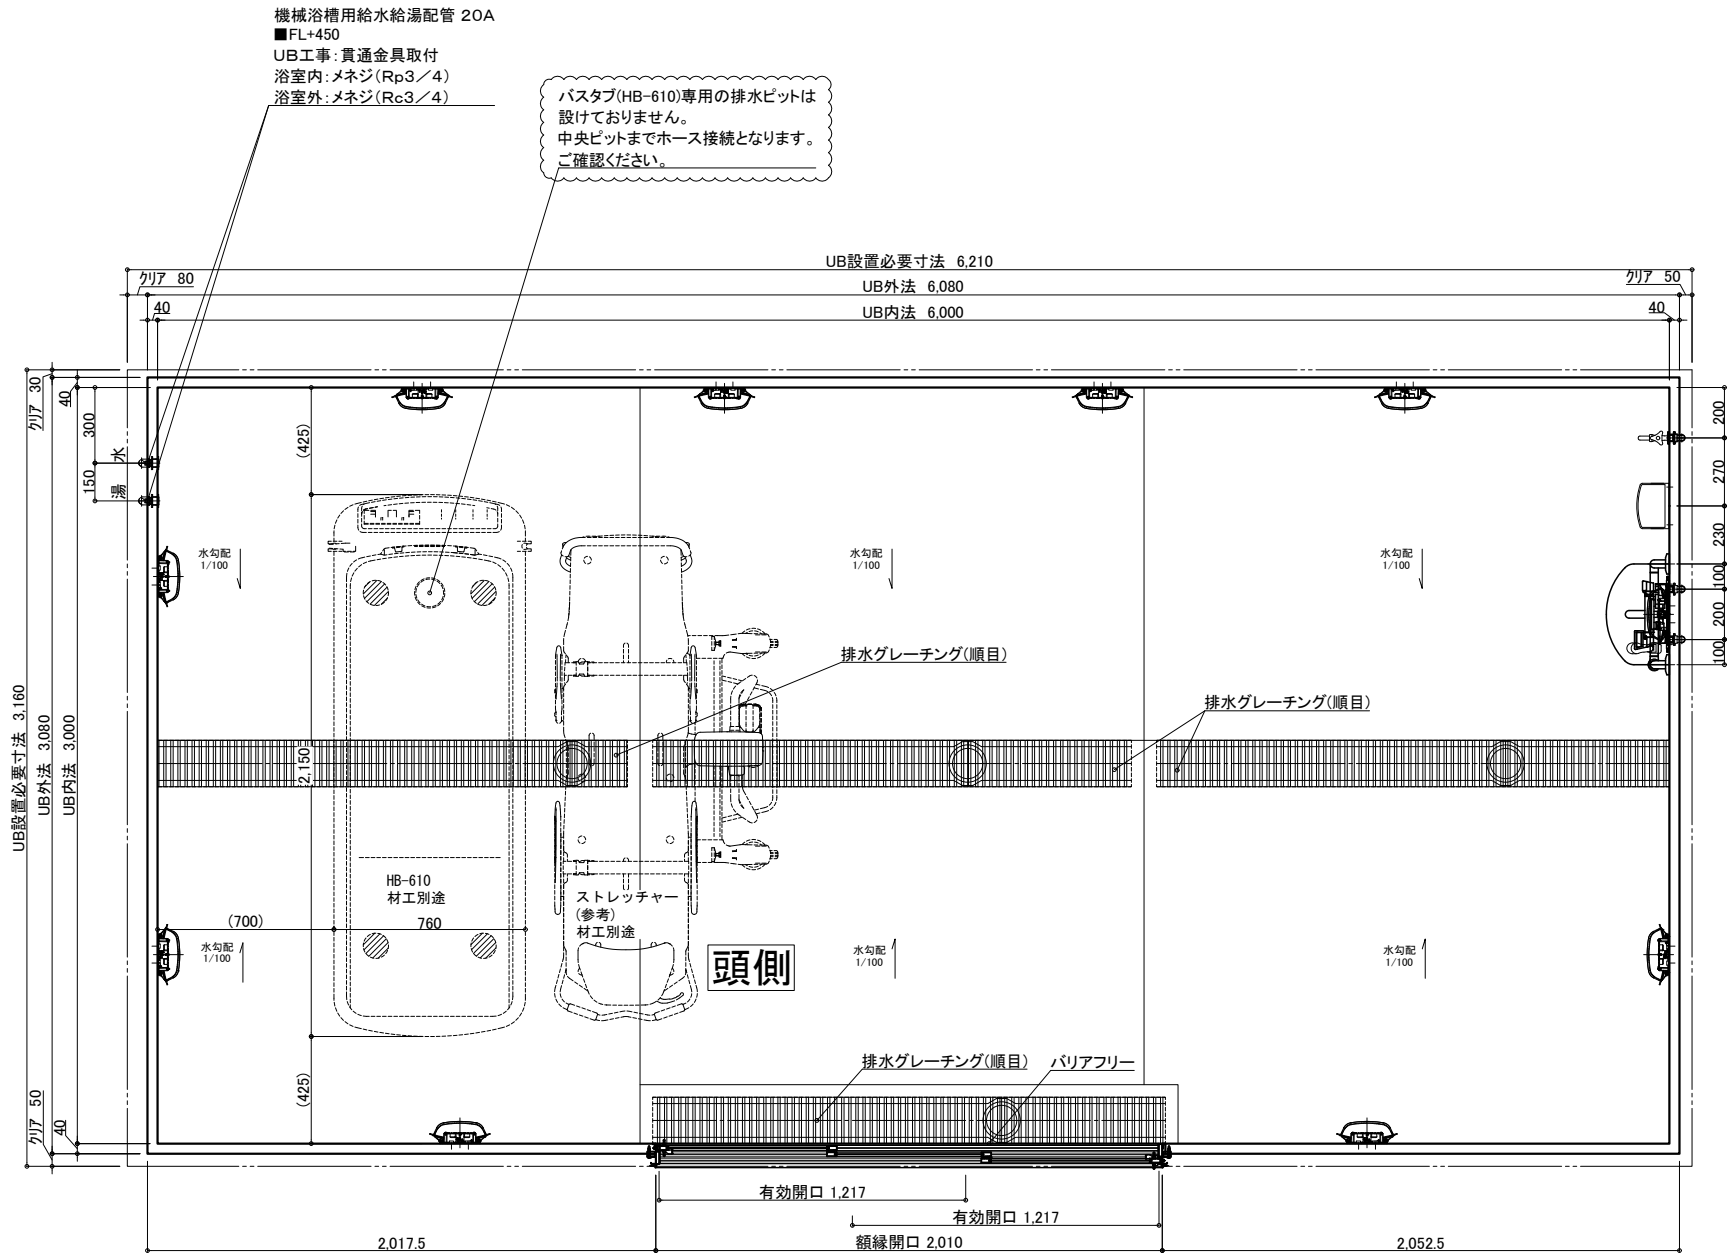 機械浴槽用給水給湯配管 20A
■FL+450
UB工事：貫通金具取付
浴室内：メネジ(Rp3／4)
浴室外：メネジ(Rc3／4)
バスタブ(HB-610)専用の排水ピットは
設けておりません。
中央ピットまでホース接続となります。
ご確認ください。
UB設置必要寸法 6,210
クリア 80
UB外法 6,080
クリア 50
40
UB内法 6,000
40
クリア 30
40
300
150
水
湯
(425)
200
270
230
100
200
100
水勾配
1/100
水勾配
1/100
水勾配
1/100
排水グレーチング(順目)
排水グレーチング(順目)
UB設置必要寸法 3,160
UB外法 3,080
UB内法 3,000
2,150
HB-610
材工別途
ストレッチャー
(参考)
材工別途
(700)
760
水勾配
1/100
頭側
水勾配
1/100
水勾配
1/100
排水グレーチング(順目)
バリアフリー
(425)
クリア 50
40
有効開口 1,217
有効開口 1,217
2,017.5
額縁開口 2,010
2,052.5